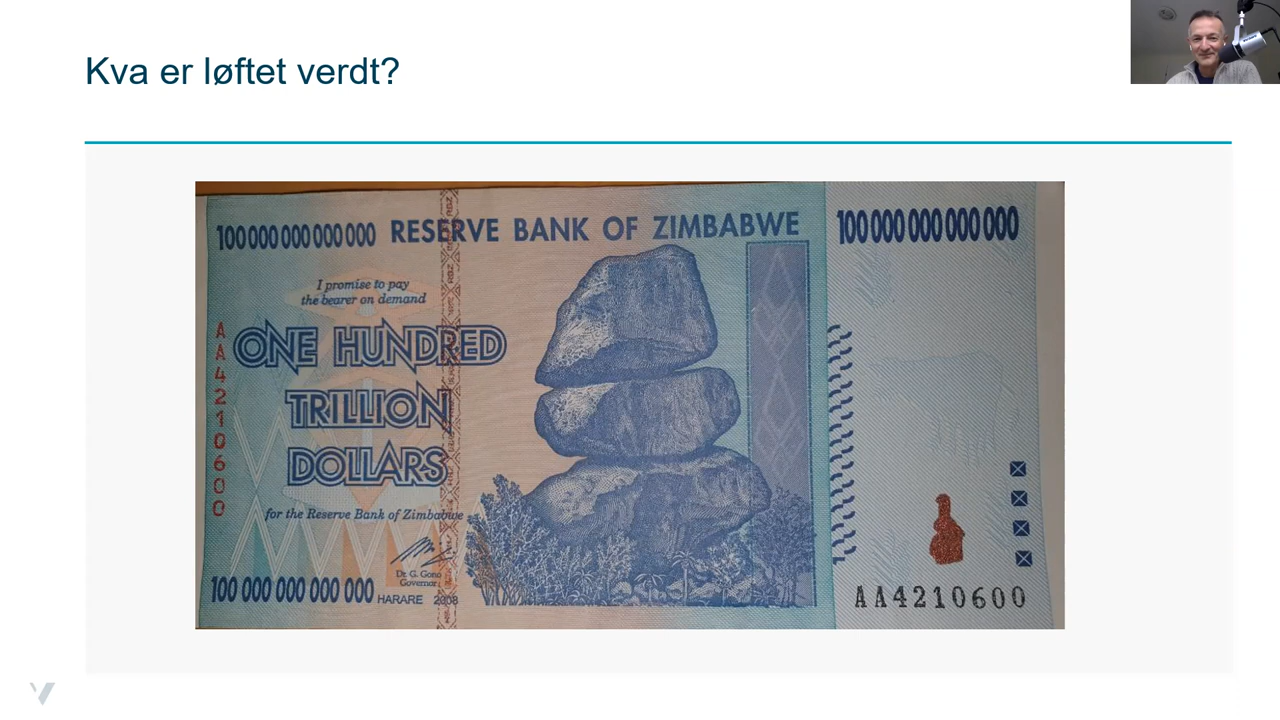 Kva er løftet verdt?
100 000 000 000 000 RESERVE BANK OF ZIMBABWE 100 000 000 000 000
I promise to pay
the bearer on demand
ONE HUNDRED
TRILLION
DOLLARS
for the Reserve Bank of Zimbabwe
Dr. G. Gono
Governor
100 000 000 000 000 HARARE 2008
AA4210600
AA4210600